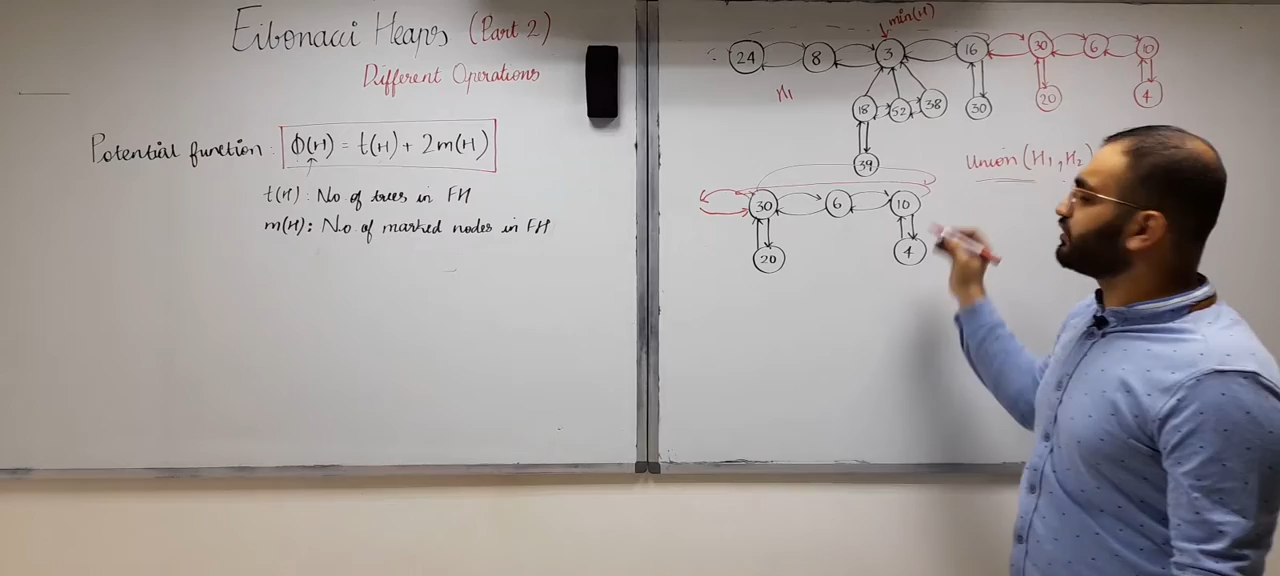 Fibonacci Heaps (Part 2)
Different Operations
Potential function: Φ(H) = t(H) + 2m(H)
t(H): No of trees in FH
m(H): No. of marked nodes in FH
min(H)
24 8 3 16 30 6 10
18 52 38 30 20 4
39
Union (H1, H2)
30 6 10
20 4